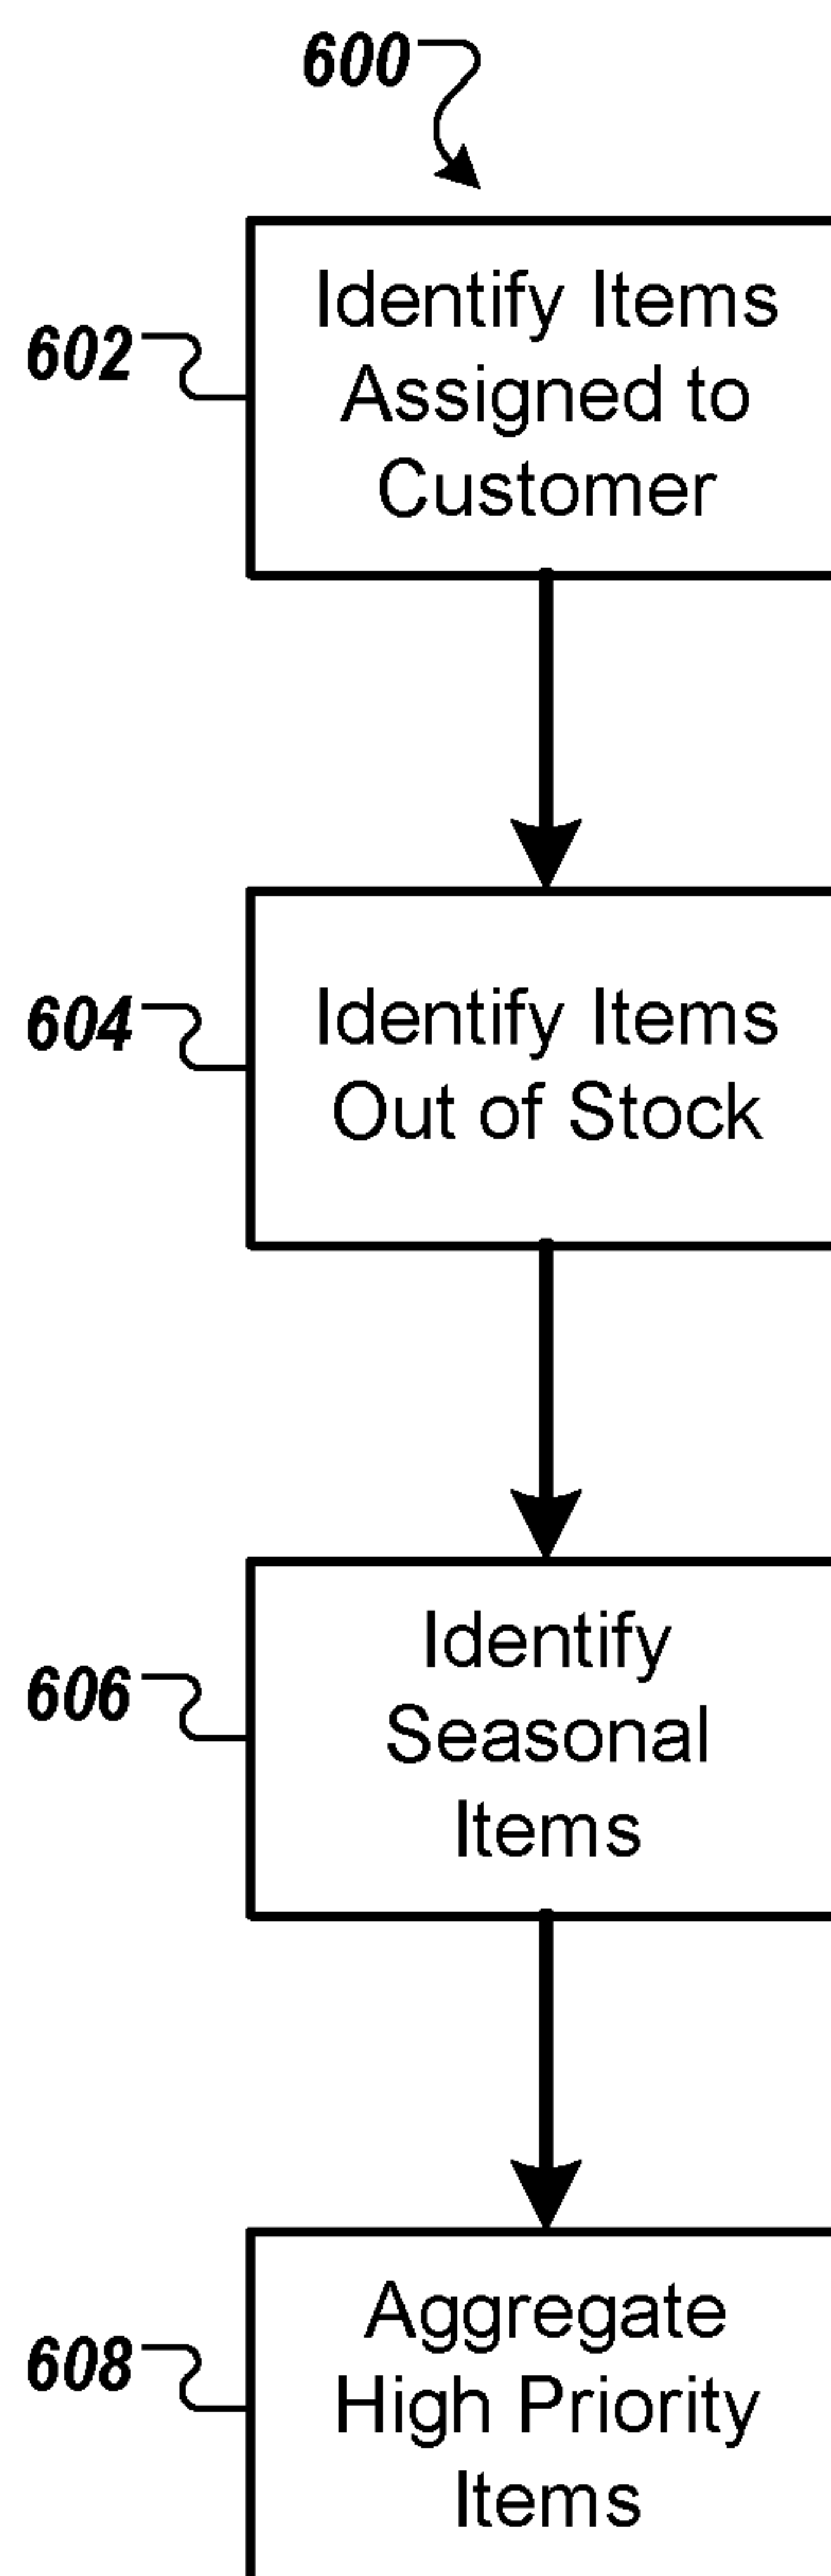 600
602
Identify Items
Assigned to
Customer
604
Identify Items
Out of Stock
606
Identify
Seasonal
Items
608
Aggregate
High Priority
Items